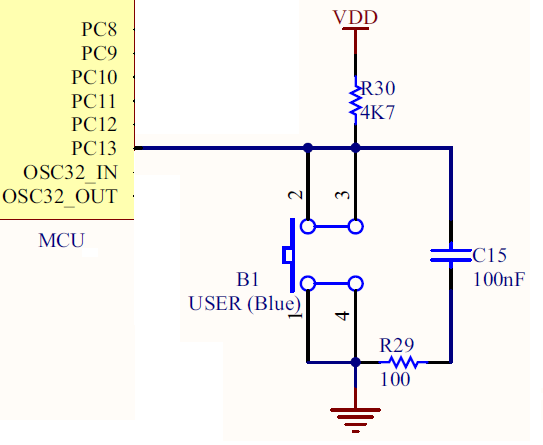 VDD
PC8
PC9
PC10
R30
PC11
4K7
PC12
PC13
OSC32_IN
OSC32_OUT
2
3
MCU
C15
B1
100nF
USER (Blue)
1
4
R29
100